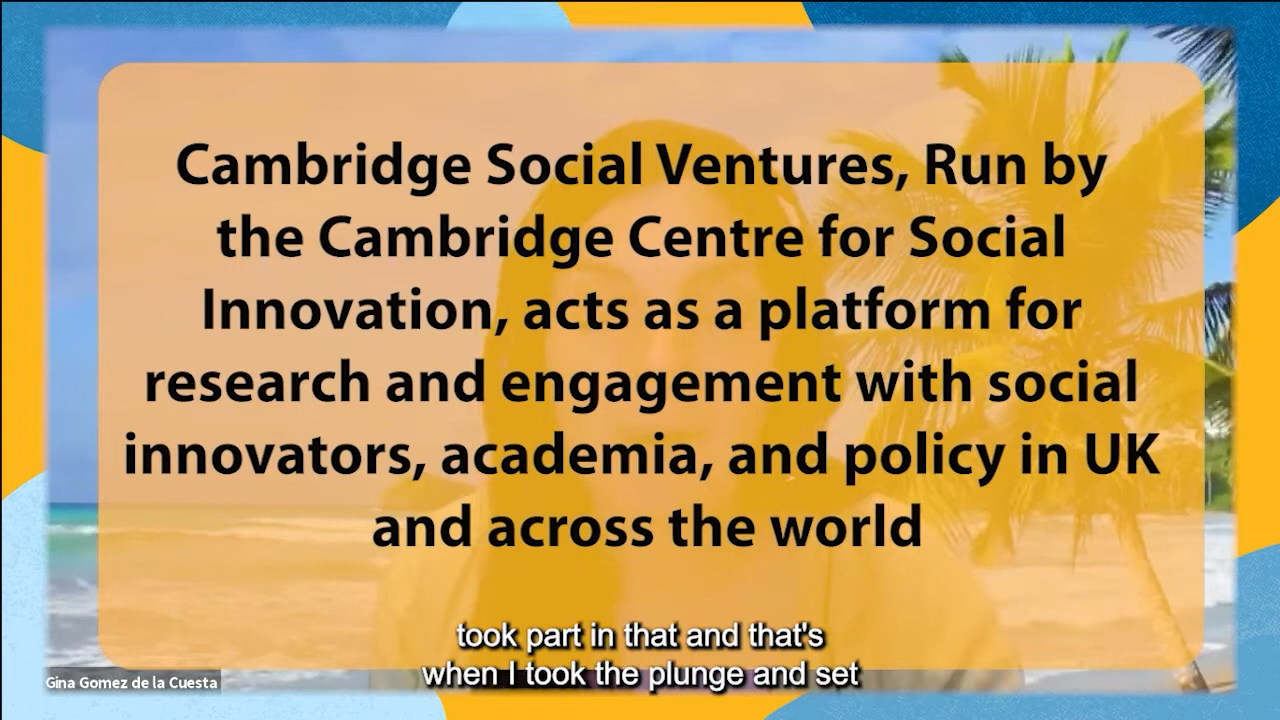 Cambridge Social Ventures, Run by
the Cambridge Centre for Social
Innovation, acts as a platform for
research and engagement with social
innovators, academia, and policy in UK
and across the world
took part in that and that's
when I took the plunge and set
Gina Gomez de la Cuesta